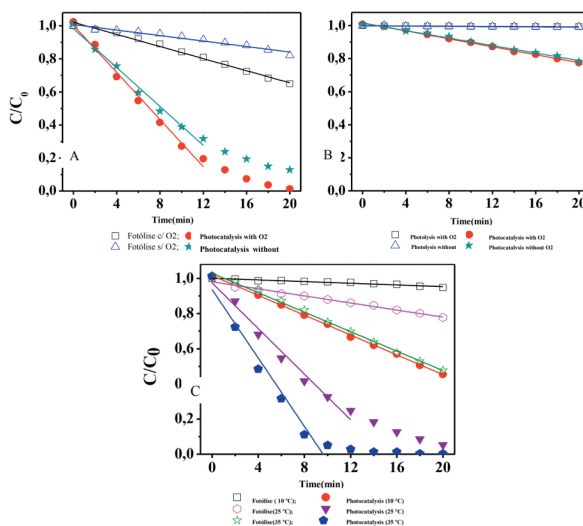 C/C0
1,0
0,8
0,6
0,4
0,2
0,0
A
0 4 8 12 16 20
Time(min)
Fotólise c/ O2; Photocatalysis with O2
Fotólise s/ O2; Photocatalysis without
1,0
0,8
0,6
0,4
0,2
0,0
B
0 4 8 12 16 20
Time(min)
Photolysis with O2 Photocatalysis with O2
Photolysis without Photocatalysis without O2
C/C0
1,0
0,8
0,6
0,4
0,2
0,0
C
0 4 8 12 16 20
Time(min)
Fotólise ( 10 °C); Photocatalysis (10 °C)
Fotólise(25 °C); Photocatalysis (25 °C)
Fotólise(35 °C); Photocatalysis (35 °C)